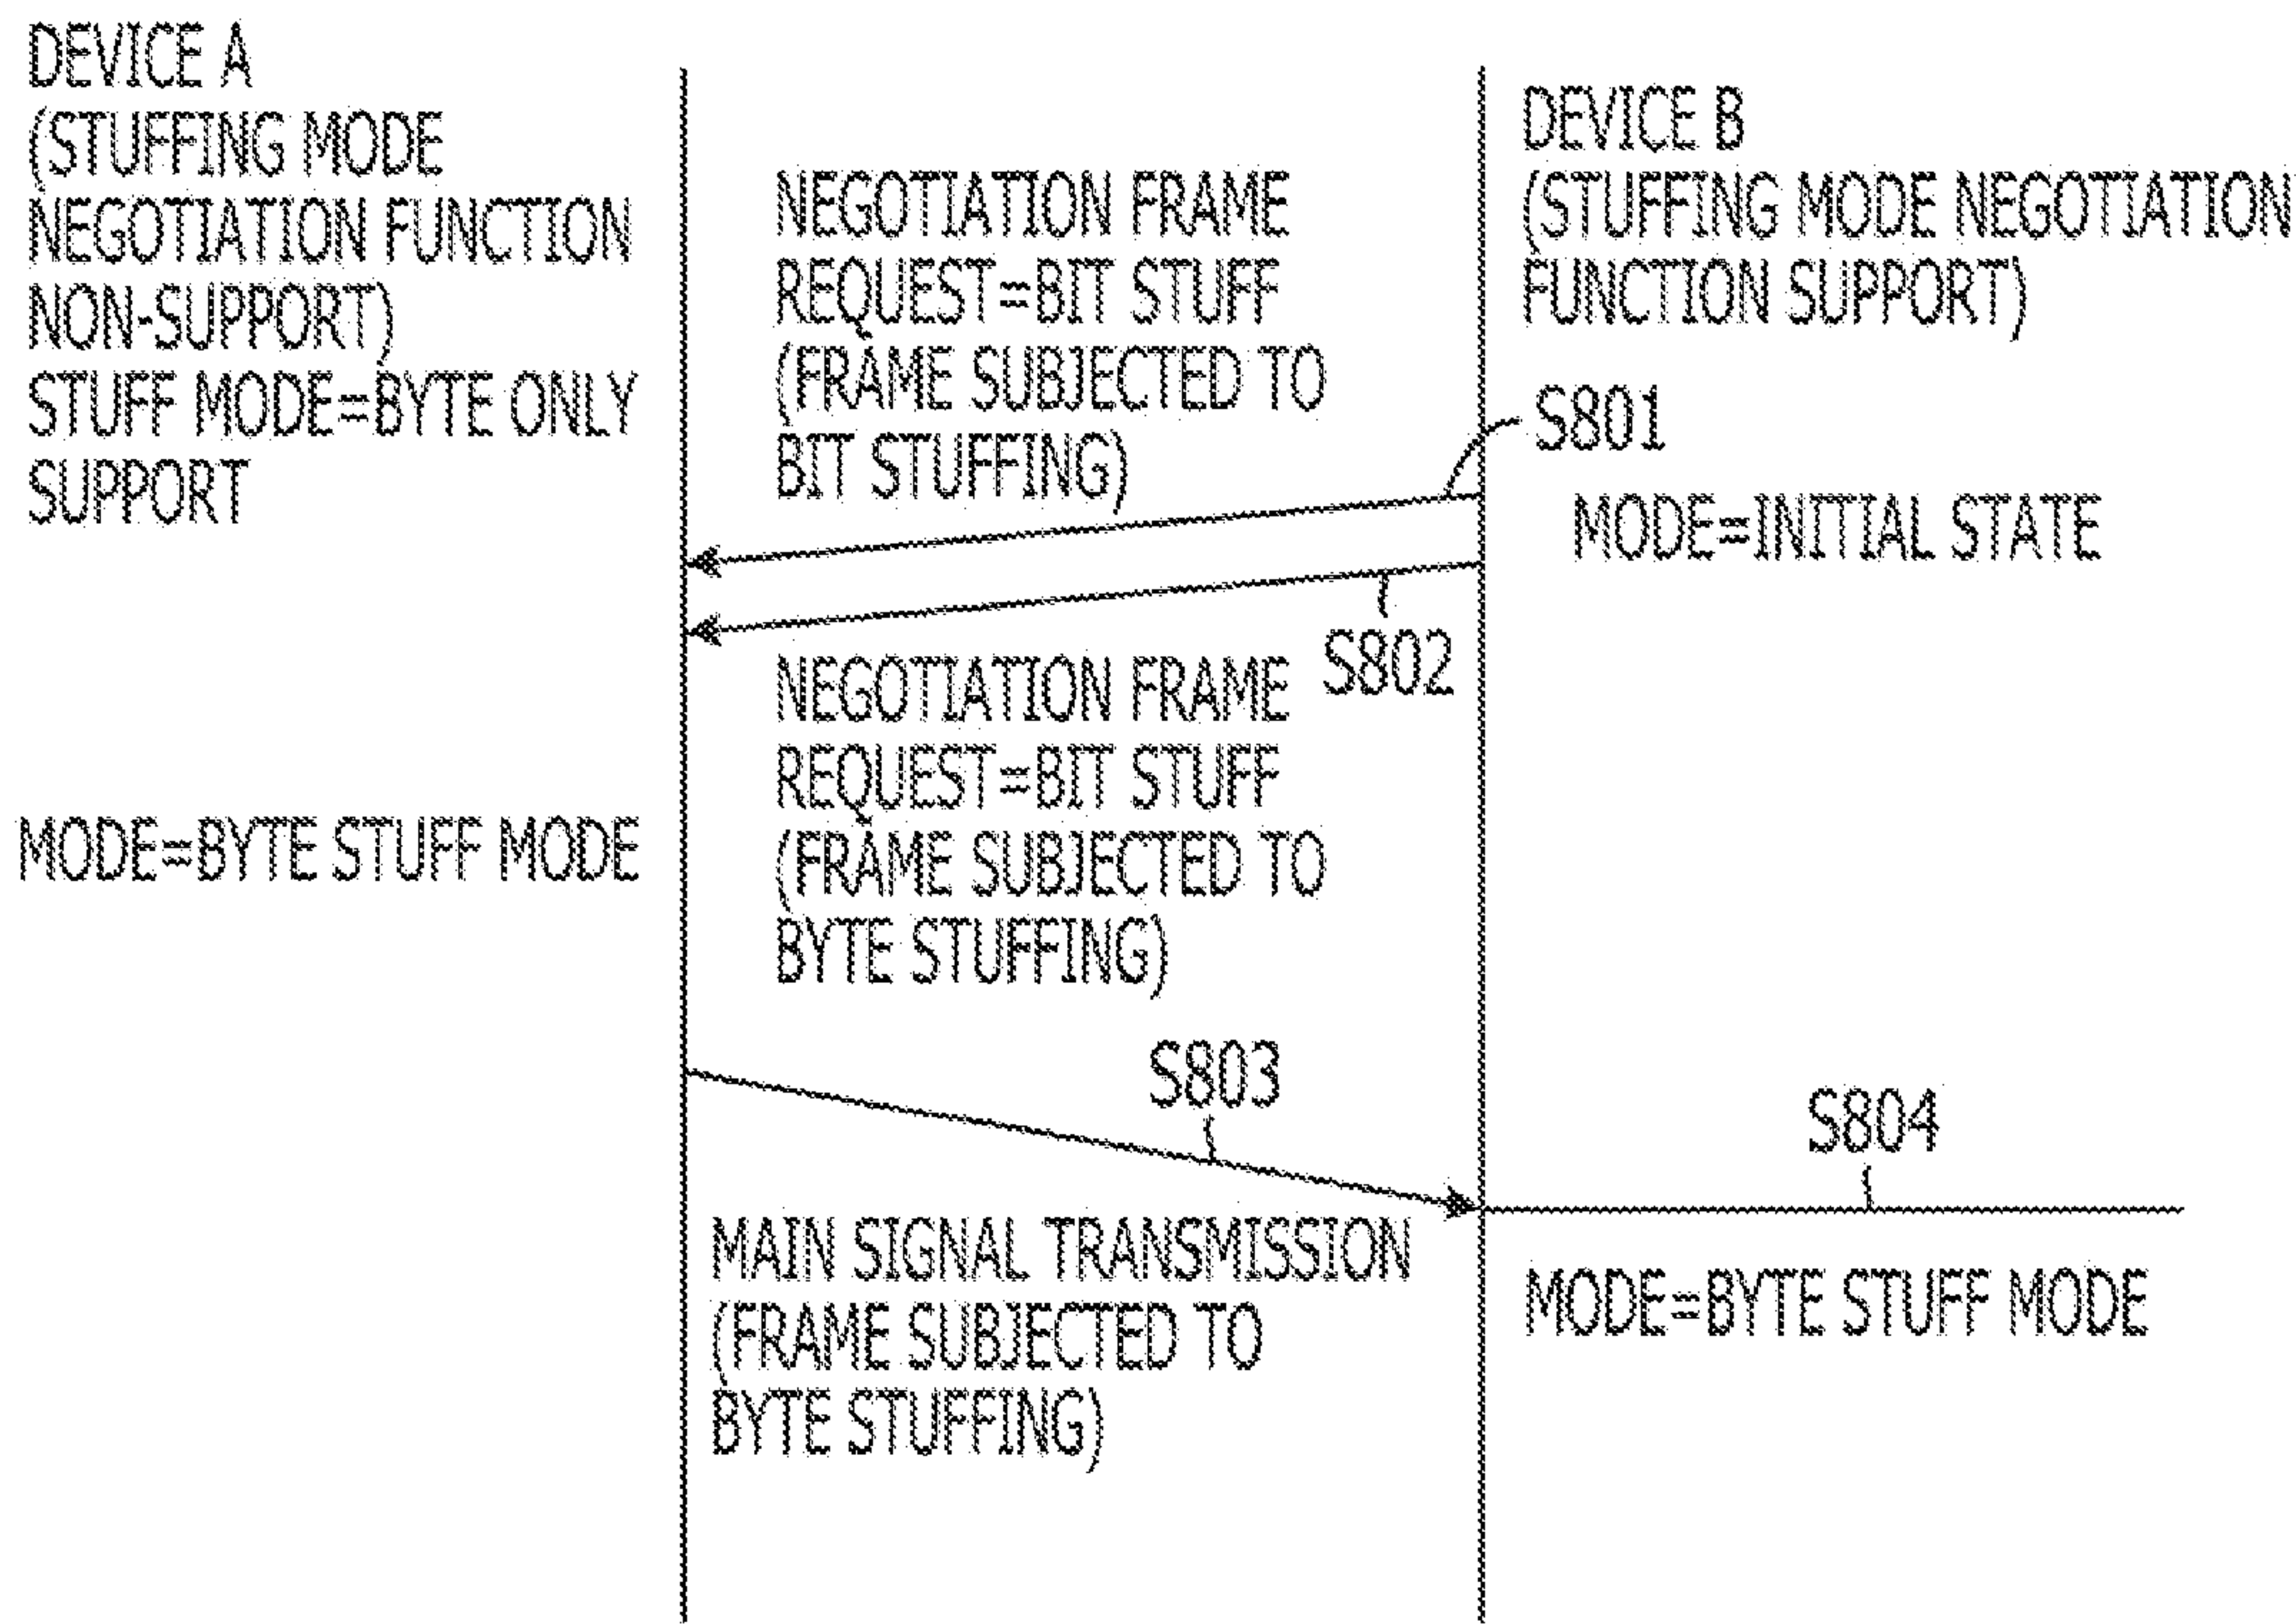 DEVICE A
(STUFFING MODE
NEGOTIATION FUNCTION
NON-SUPPORT)
STUFF MODE=BYTE ONLY
SUPPORT
NEGOTIATION FRAME
REQUEST=BIT STUFF
(FRAME SUBJECTED TO
BIT STUFFING)
DEVICE B
(STUFFING MODE NEGOTIATION
FUNCTION SUPPORT)
S801
MODE=INITIAL STATE
S802
NEGOTIATION FRAME
REQUEST=BIT STUFF
(FRAME SUBJECTED TO
BYTE STUFFING)
MODE=BYTE STUFF MODE
S803
MAIN SIGNAL TRANSMISSION
(FRAME SUBJECTED TO
BYTE STUFFING)
S804
MODE=BYTE STUFF MODE